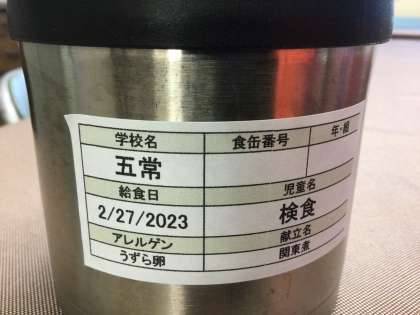 学校名 食缶番号 年・組
五常
給食日 児童名
2/27/2023 検食
アレルゲン 献立名
うずら卵 関東煮